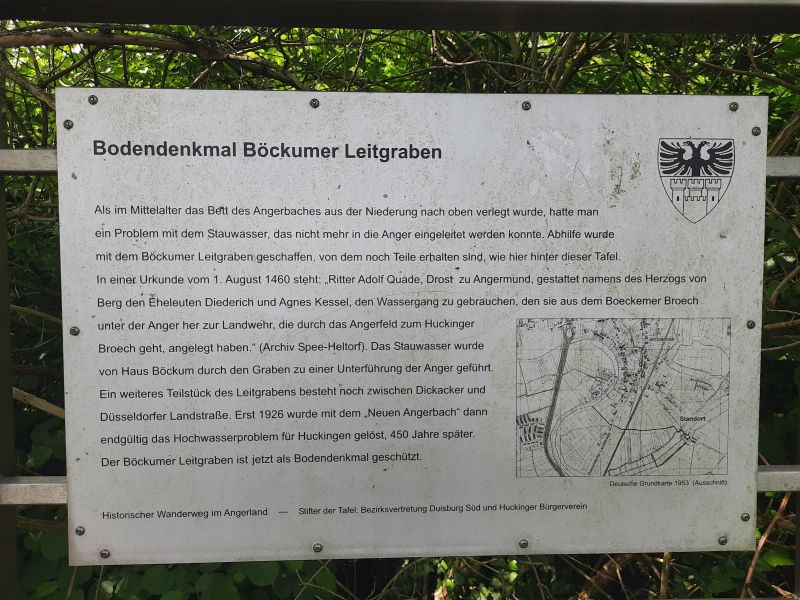 Bodendenkmal Böckumer Leitgraben
Als im Mittelalter das Bett des Angerbaches aus der Niederung nach oben verlegt wurde, hatte man
ein Problem mit dem Stauwasser, das nicht mehr in die Anger eingeleitet werden konnte. Abhilfe wurde
mit dem Böckumer Leitgraben geschaffen, von dem noch Teile erhalten sind, wie hier hinter dieser Tafel.
In einer Urkunde vom 1. August 1460 steht: „Ritter Adolf Quade, Drost zu Angermund, gestattet namens des Herzogs von
Berg den Eheleuten Diederich und Agnes Kessel, den Wassergang zu gebrauchen, den sie aus dem Boeckemer Broech
unter der Anger her zur Landwehr, die durch das Angerfeld zum Huckinger
Broech geht, angelegt haben.“ (Archiv Spee-Heltorf). Das Stauwasser wurde
von Haus Böckum durch den Graben zu einer Unterführung der Anger geführt.
Ein weiteres Teilstück des Leitgrabens besteht noch zwischen Dickacker und
Düsseldorfer Landstraße. Erst 1926 wurde mit dem „Neuen Angerbach“ dann
endgültig das Hochwasserproblem für Huckingen gelöst, 450 Jahre später.
Der Böckumer Leitgraben ist jetzt als Bodendenkmal geschützt.
Standort
Deutsche Grundkarte 1953 (Ausschnitt)
Historischer Wanderweg im Angerland --- Stifter der Tafel: Bezirksvertretung Duisburg Süd und Huckinger Bürgerverein